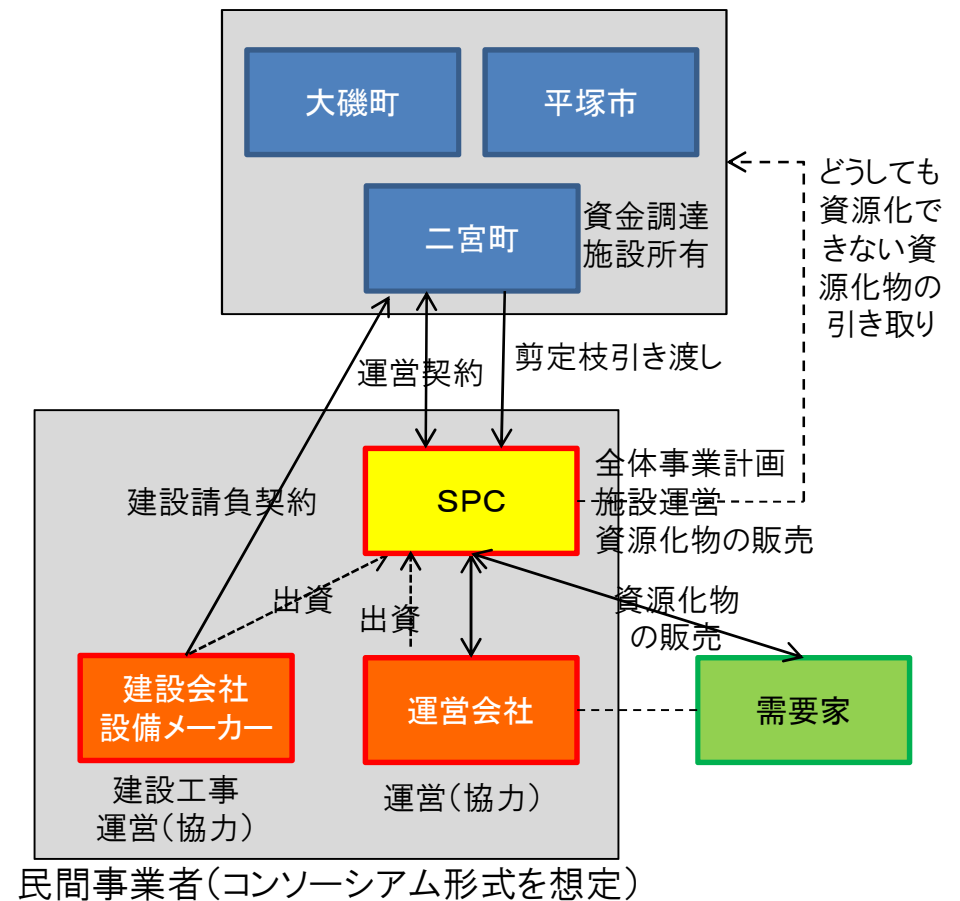 大磯町
平塚市
二宮町
資金調達
施設所有
どうしても
資源化で
きない資
源化物の
引き取り
運営契約
剪定枝引き渡し
建設請負契約
SPC
全体事業計画
施設運営
資源化物の販売
出資
出資
資源化物
の販売
建設会社
設備メーカー
運営会社
需要家
建設工事
運営(協力)
運営(協力)
民間事業者(コンソーシアム形式を想定)